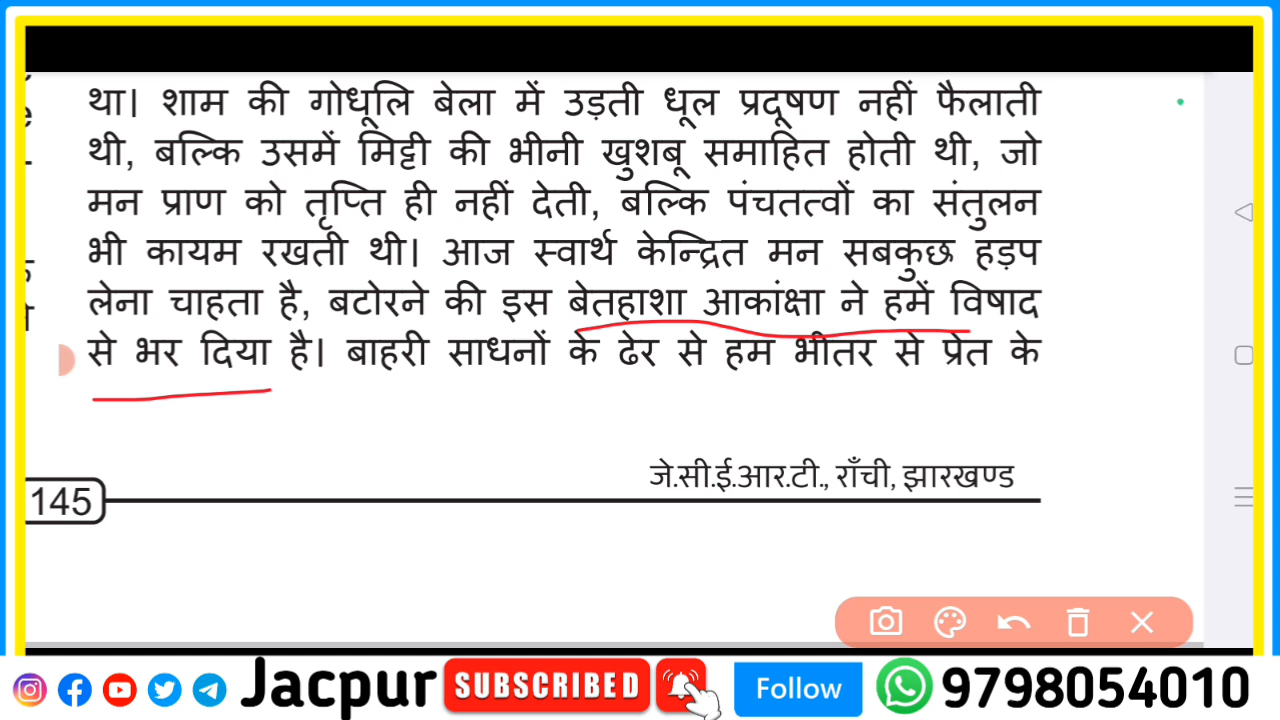 था। शाम की गोधूलि बेला में उड़ती धूल प्रदूषण नहीं फैलाती
थी, बल्कि उसमें मिट्टी की भीनी खुशबू समाहित होती थी, जो
मन प्राण को तृप्ति ही नहीं देती, बल्कि पंचतत्वों का संतुलन
भी कायम रखती थी। आज स्वार्थ केन्द्रित मन सबकुछ हड़प
लेना चाहता है, बटोरने की इस बेतहाशा आकांक्षा ने हमें विषाद
से भर दिया है। बाहरी साधनों के ढेर से हम भीतर से प्रेत के
जे.सी.ई.आर.टी., राँची, झारखण्ड
145
Jacpur SUBSCRIBED Follow 9798054010